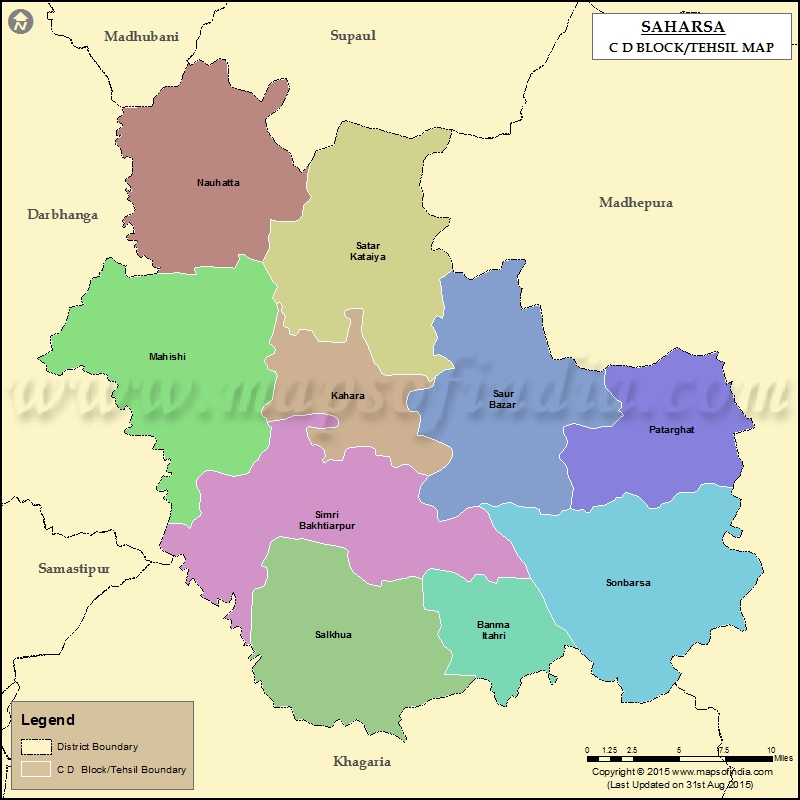 N
SAHARSA
C D BLOCK/TEHSIL MAP
Madhubani
Supaul
Nauhatta
Madhepura
Darbhanga
Satar
Kataiya
Mahishi
www.mapsofindia.com
Kahara
Saur
Bazar
Patarghat
Simri
Bakhtiarpur
Samastipur
Sonbarsa
Salkhua
Banma
Itahri
Legend
District Boundary
C D Block/Tehsil Boundary
Khagaria
0 1.25 2.5 5 7.5 10
Miles
Copyright © 2015 www.mapsofindia.com
(Last Updated on 31st Aug 2015)